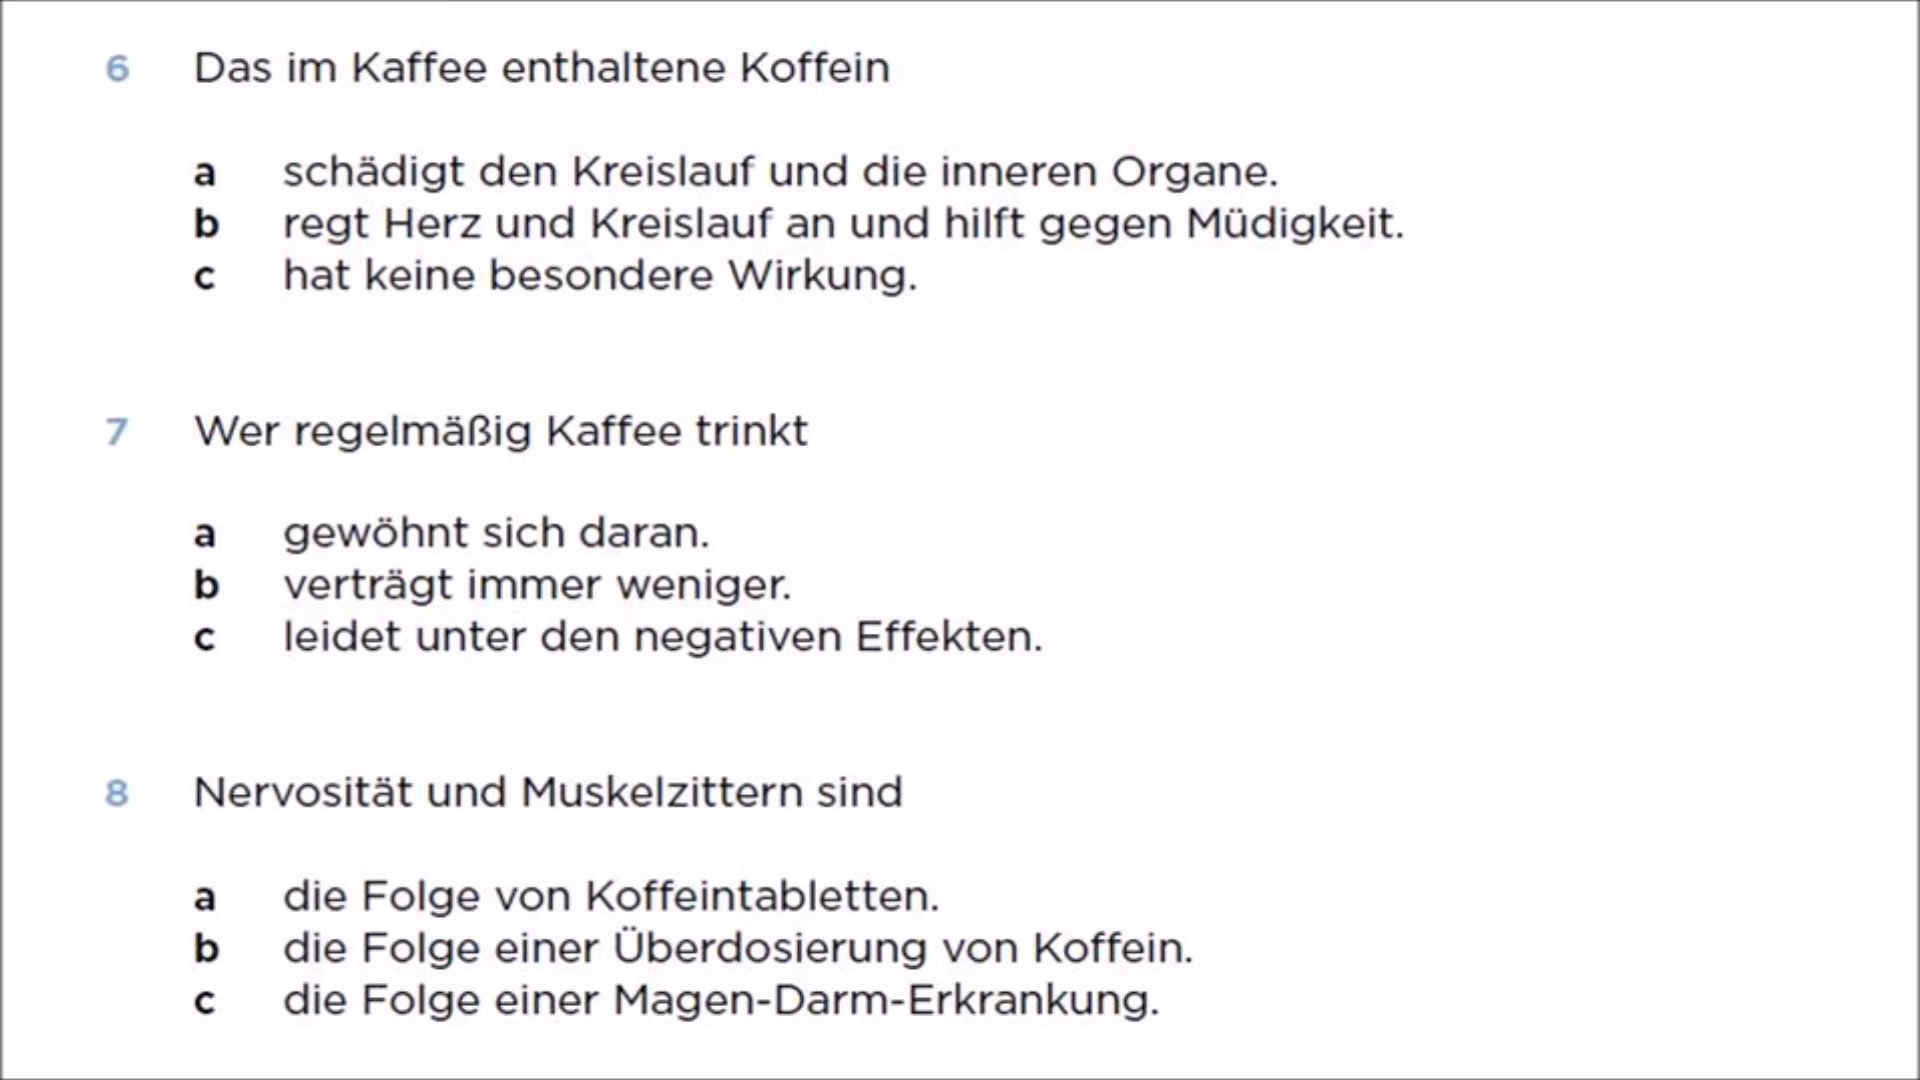 6 Das im Kaffee enthaltene Koffein
a schädigt den Kreislauf und die inneren Organe.
b regt Herz und Kreislauf an und hilft gegen Müdigkeit.
c hat keine besondere Wirkung.
7 Wer regelmäßig Kaffee trinkt
a gewöhnt sich daran.
b verträgt immer weniger.
c leidet unter den negativen Effekten.
8 Nervosität und Muskelzittern sind
a die Folge von Koffeintabletten.
b die Folge einer Überdosierung von Koffein.
c die Folge einer Magen-Darm-Erkrankung.